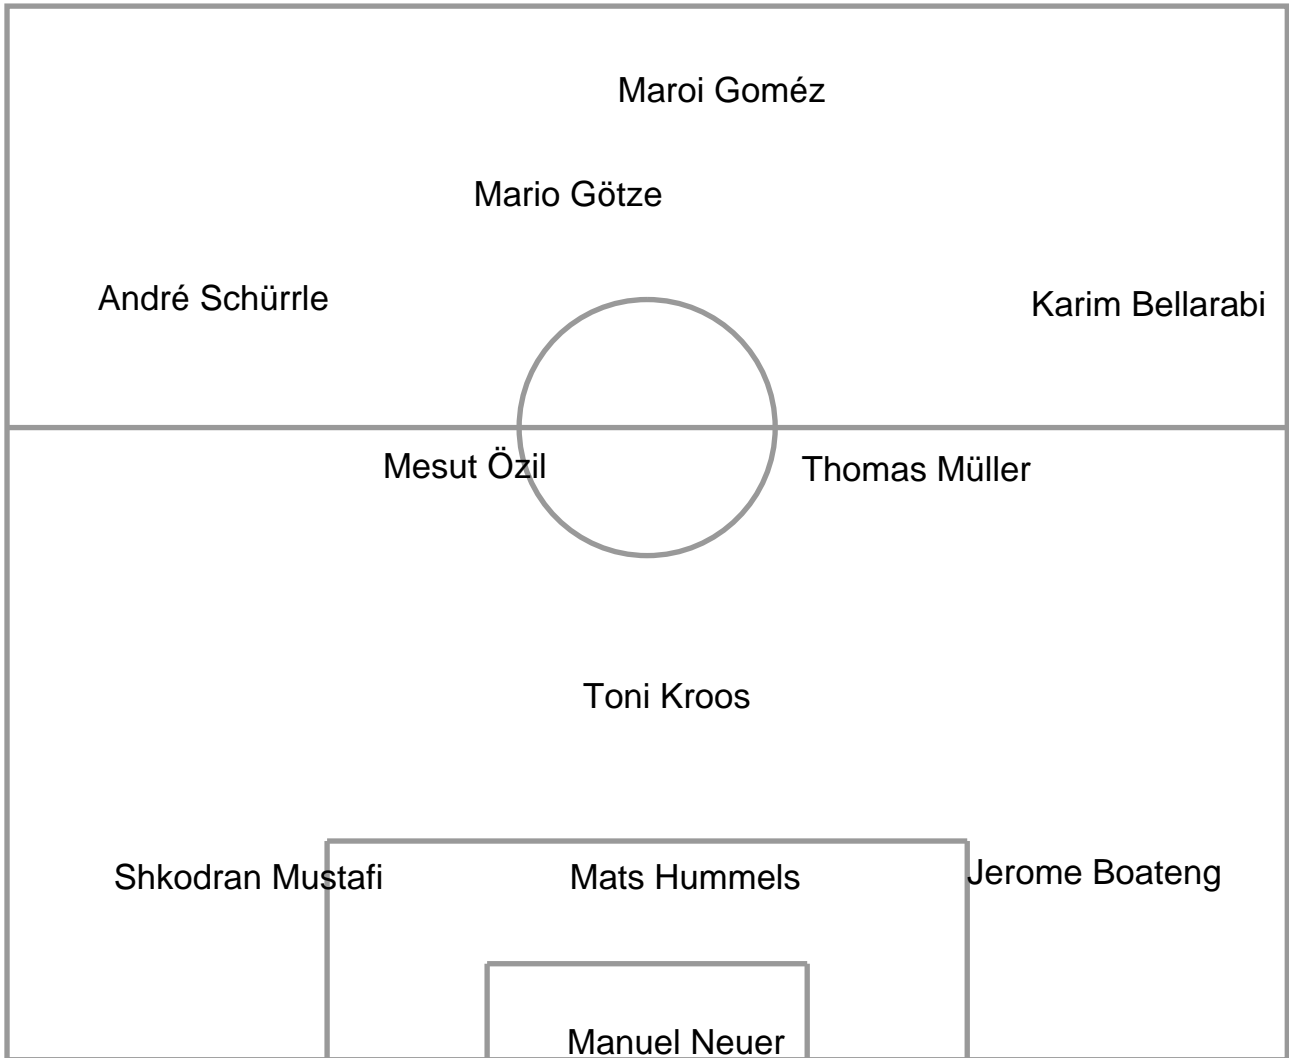 Maroi Goméz
Mario Götze
André Schürrle
Karim Bellarabi
Mesut Özil
Thomas Müller
Toni Kroos
Shkodran Mustafi
Mats Hummels
Jerome Boateng
Manuel Neuer